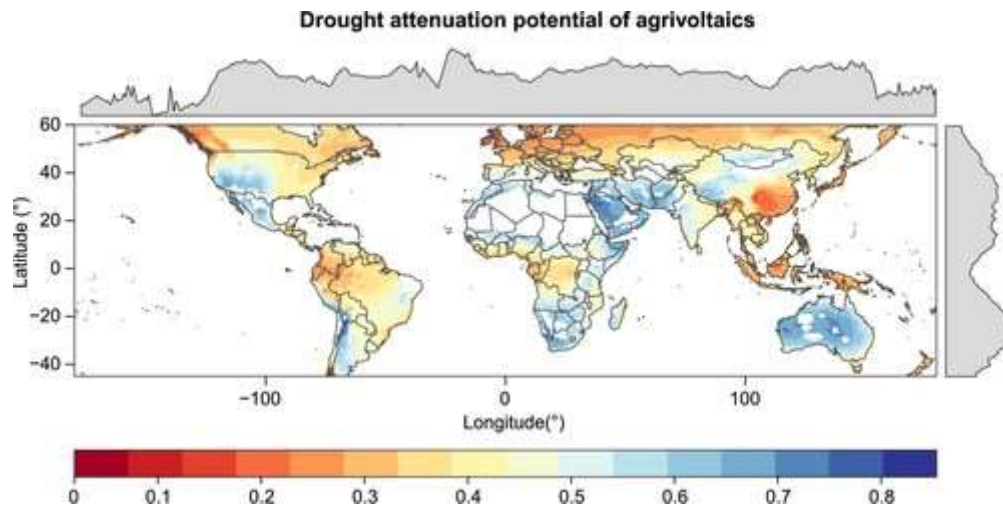 Drought attenuation potential of agrivoltaics
60
40
20
0
−20
−40
Latitude (°)
−100 0 100
Longitude(°)
0 0.1 0.2 0.3 0.4 0.5 0.6 0.7 0.8